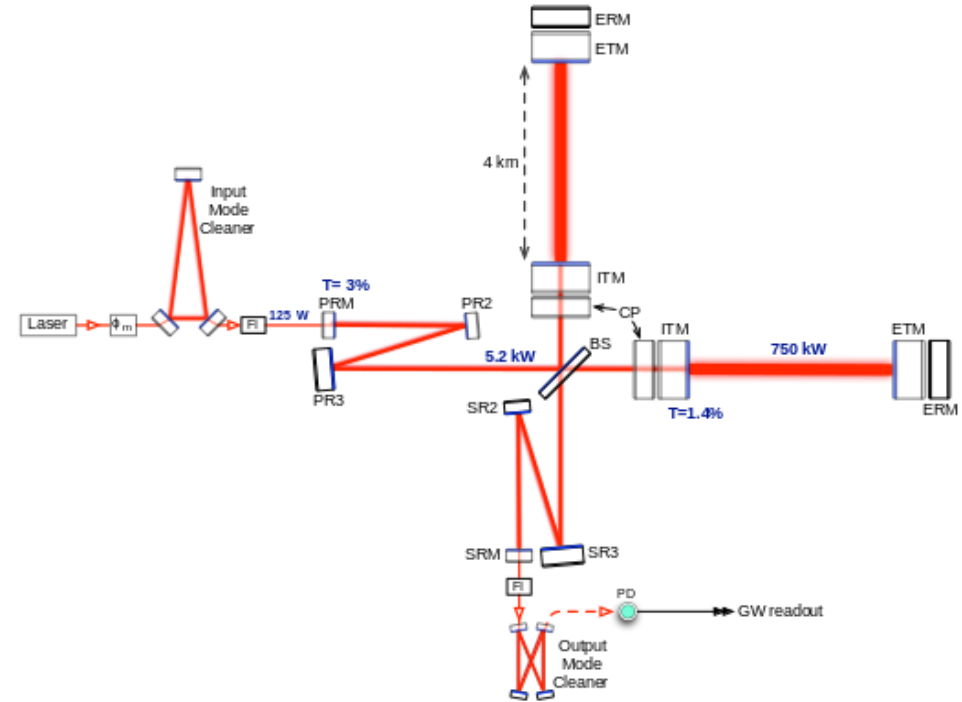 ERM
ETM
4 km
Input
Mode
Cleaner
ITM
T= 3%
PRM
PR2
CP
Laser
Φm
FI
125 W
BS
ITM
ETM
5.2 kW
750 kW
PR3
SR2
T=1.4%
ERM
SRM
SR3
FI
PD
GW readout
Output
Mode
Cleaner